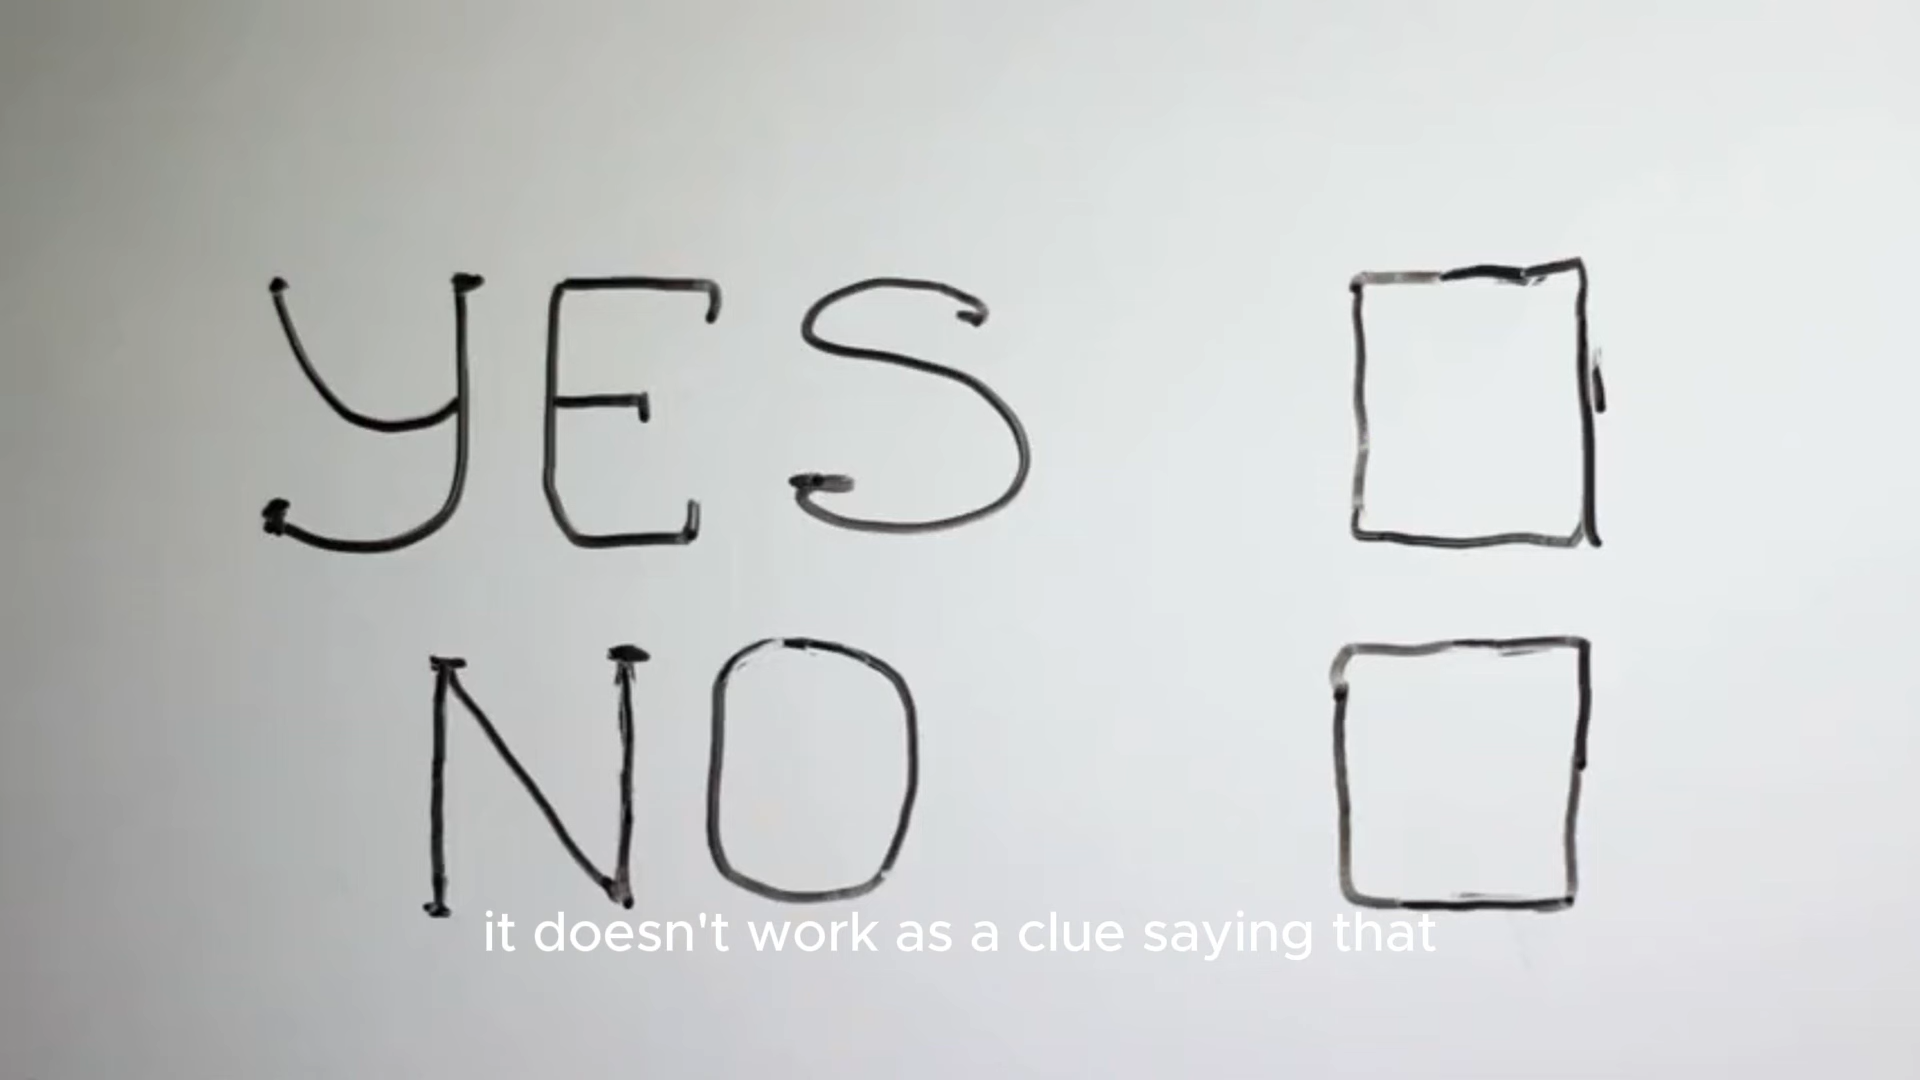 YES
NO
it doesn't work as a clue saying that